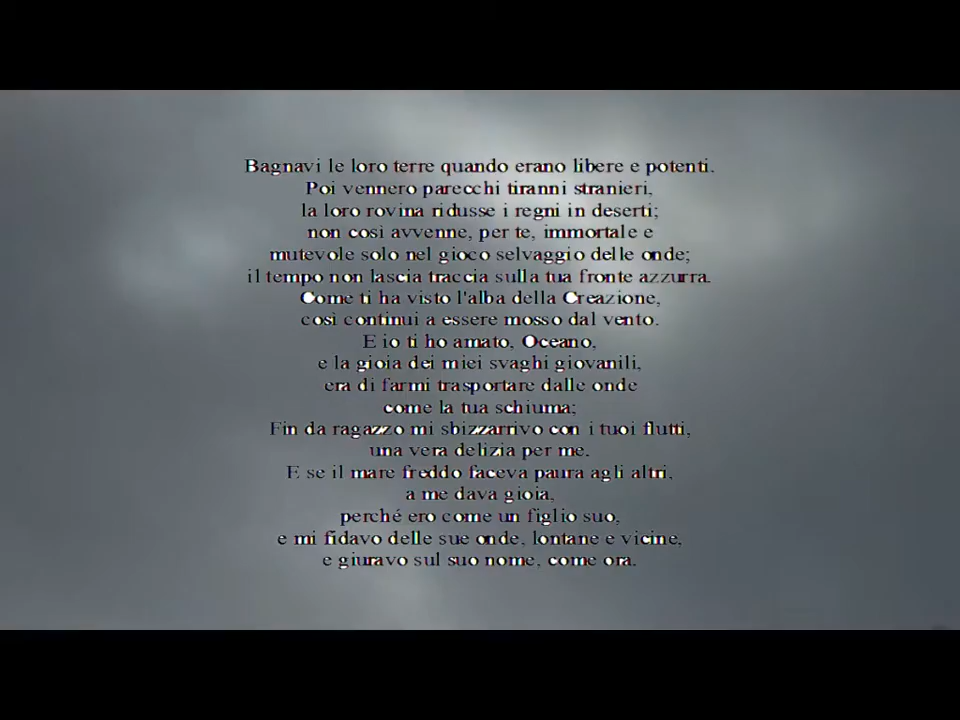 Bagnavi le loro terre quando erano libere e potenti.
Poi vennero parecchi tiranni stranieri,
la loro rovina ridusse i regni in deserti;
non così avvenne, per te, immortale e
mutevole solo nel gioco selvaggio delle onde;
il tempo non lascia traccia sulla tua fronte azzurra.
Come ti ha visto l'alba della Creazione,
così continui a essere mosso dal vento.
E io ti ho amato, Oceano,
e la gioia dei miei svaghi giovanili,
era di farmi trasportare dalle onde
come la tua schiuma;
Fin da ragazzo mi sbizzarrivo con i tuoi flutti,
una vera delizia per me.
E se il mare freddo faceva paura agli altri,
a me dava gioia,
perché ero come un figlio suo,
e mi fidavo delle sue onde, lontane e vicine,
e giuravo sul suo nome, come ora.